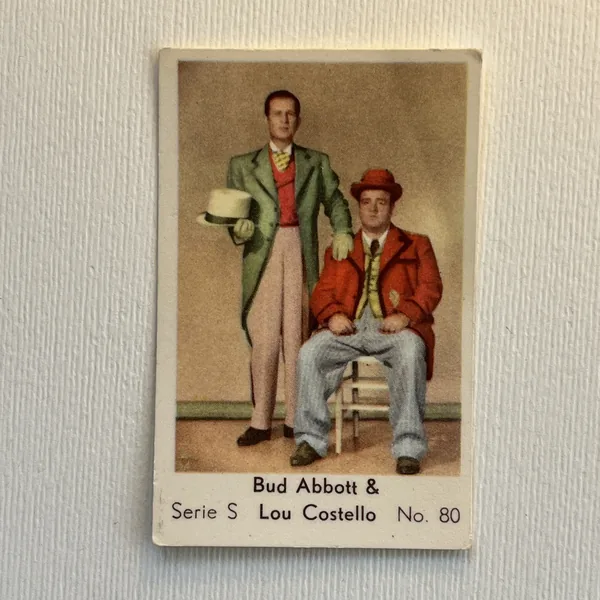 Bud Abbott &
Serie S Lou Costello No. 80